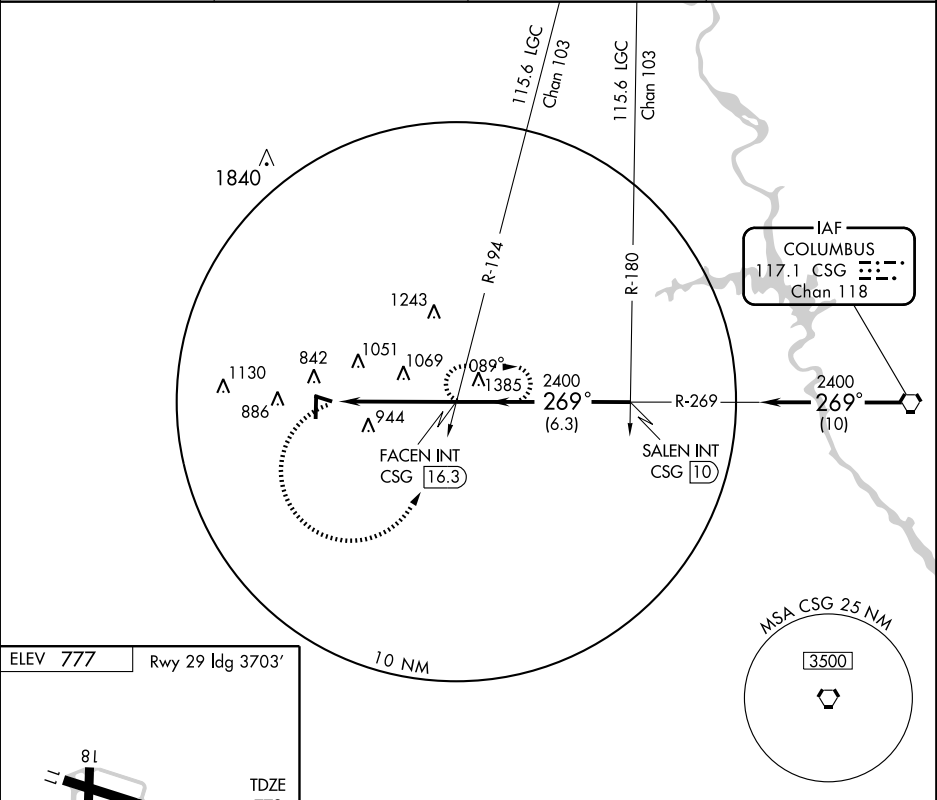 115.6 LGC
Chan 103
115.6 LGC
Chan 103
1840
R-194
R-180
IAF
COLUMBUS
117.1 CSG
Chan 118
1243
1051
1069
842
1130
886
944
089°
1385
2400
269°
(6.3)
R-269
2400
269°
(10)
FACEN INT
CSG 16.3
SALEN INT
CSG 10
10 NM
MSA CSG 25 NM
3500
ELEV 777
Rwy 29 ldg 3703'
18
11
TDZE